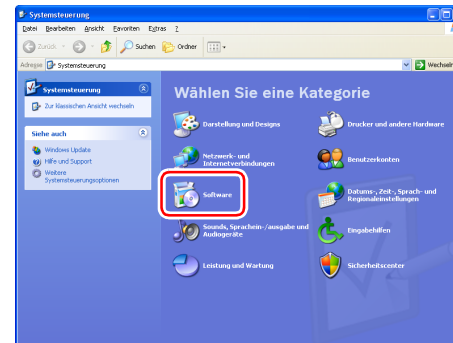 Systemsteuerung
Datei Bearbeiten Ansicht Favoriten Extras ?
Zurück Suchen Ordner
Adresse Systemsteuerung Wechseln
Systemsteuerung
Zur klassischen Ansicht wechseln
Siehe auch
Windows Update
Hilfe und Support
Weitere
Systemsteuerungsoptionen
Wählen Sie eine Kategorie
Darstellung und Designs
Drucker und andere Hardware
Netzwerk- und
Internetverbindungen
Benutzerkonten
Software
Datums-, Zeit-, Sprach- und
Regionaleinstellungen
Sounds, Sprachein-/ausgabe und
Audiogeräte
Eingabehilfen
Leistung und Wartung
Sicherheitscenter